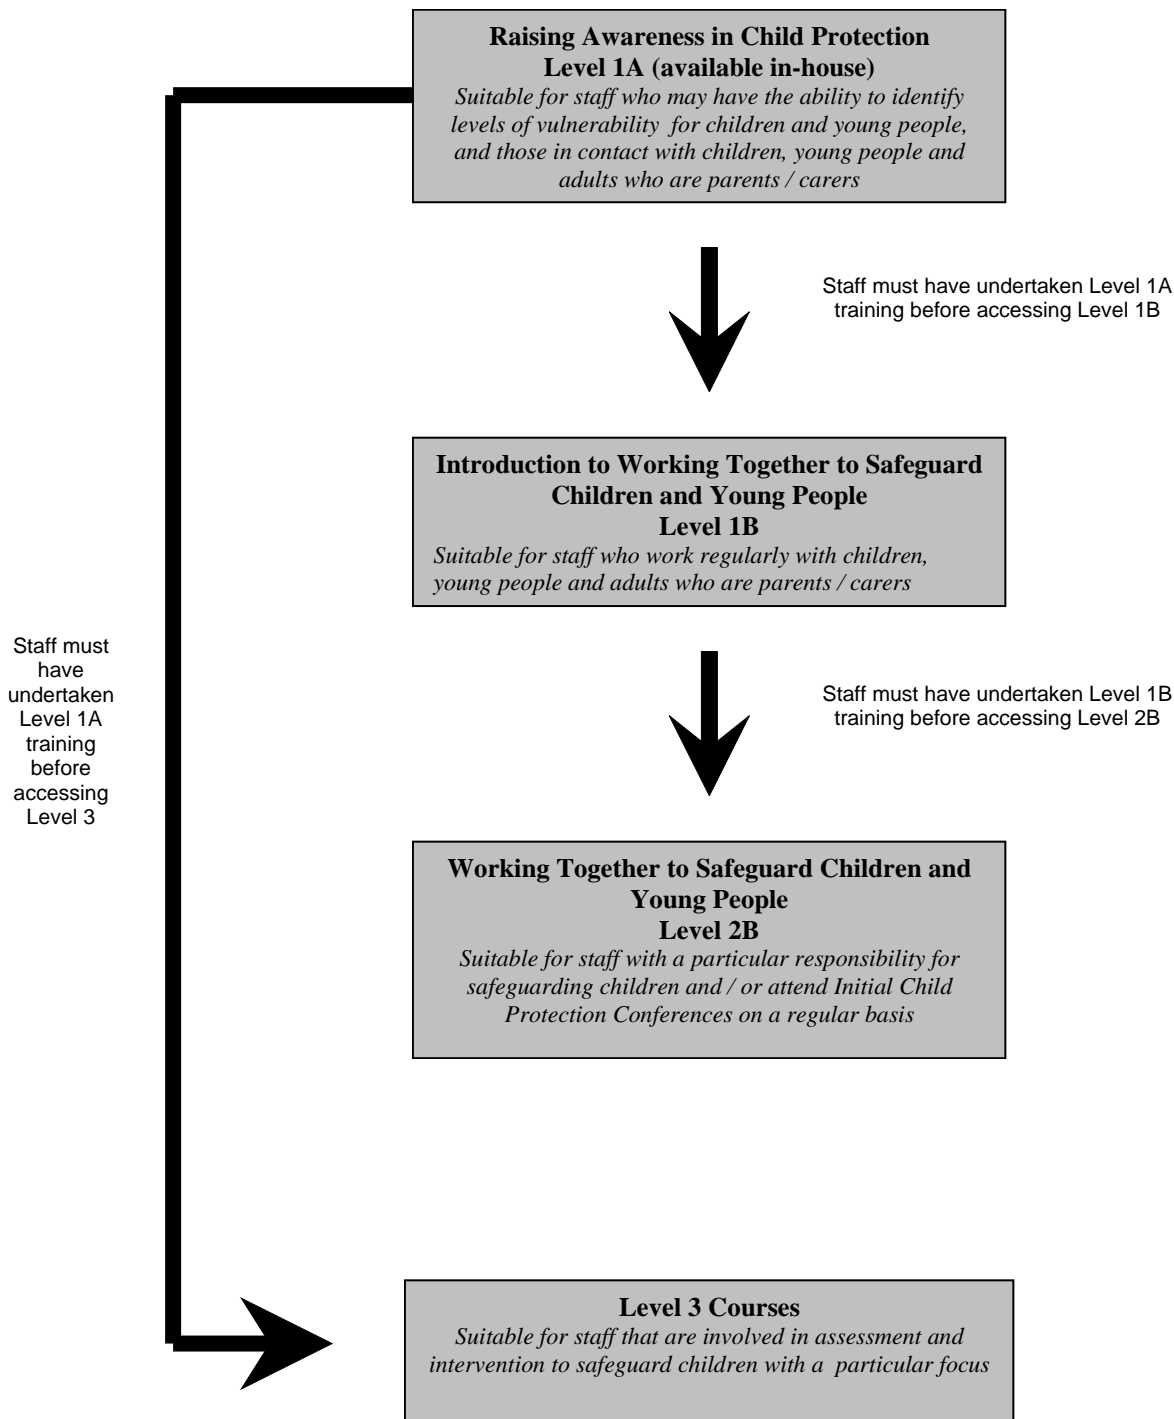 Raising Awareness in Child Protection
Level 1A (available in-house)
Suitable for staff who may have the ability to identify
levels of vulnerability for children and young people,
and those in contact with children, young people and
adults who are parents / carers
Staff must have undertaken Level 1A
training before accessing Level 1B
Introduction to Working Together to Safeguard
Children and Young People
Level 1B
Suitable for staff who work regularly with children,
young people and adults who are parents / carers
Staff must
have
undertaken
Level 1A
training
before
accessing
Level 3
Staff must have undertaken Level 1B
training before accessing Level 2B
Working Together to Safeguard Children and
Young People
Level 2B
Suitable for staff with a particular responsibility for
safeguarding children and / or attend Initial Child
Protection Conferences on a regular basis
Level 3 Courses
Suitable for staff that are involved in assessment and
intervention to safeguard children with a particular focus